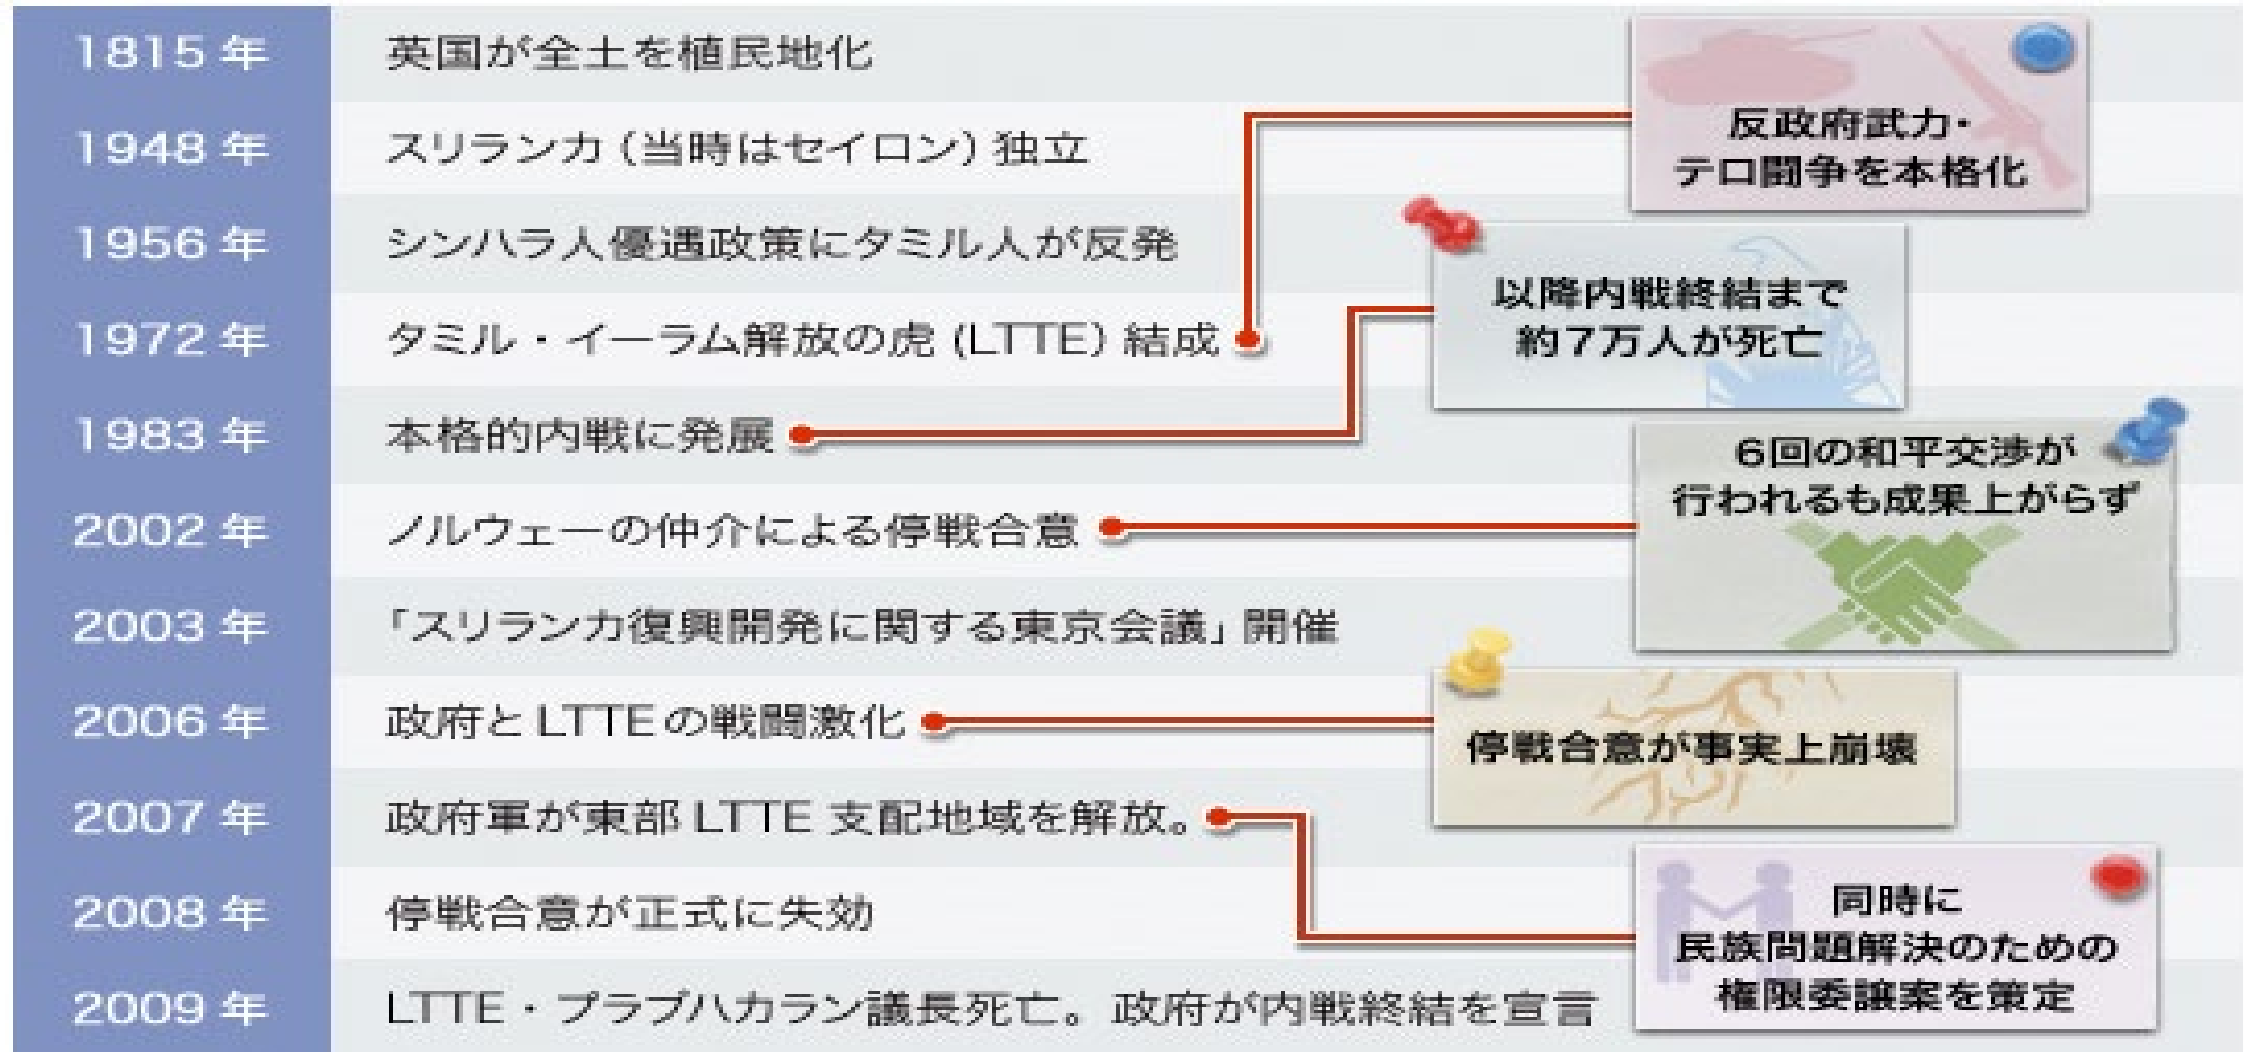 1815年 英国が全土を植民地化
1948年 スリランカ(当時はセイロン)独立
1956年 シンハラ人優遇政策にタミル人が反発
1972年 タミル・イーラム解放の虎(LTTE)結成
反政府武力・
テロ闘争を本格化
1983年 本格的内戦に発展
以降内戦終結まで
約7万人が死亡
2002年 ノルウェーの仲介による停戦合意
6回の和平交渉が
行われるも成果上がらず
2003年 「スリランカ復興開発に関する東京会議」開催
2006年 政府とLTTEの戦闘激化
停戦合意が事実上崩壊
2007年 政府軍が東部LTTE支配地域を解放。
同時に
民族問題解決のための
権限委譲案を策定
2008年 停戦合意が正式に失効
2009年 LTTE・プラブハカラン議長死亡。政府が内戦終結を宣言